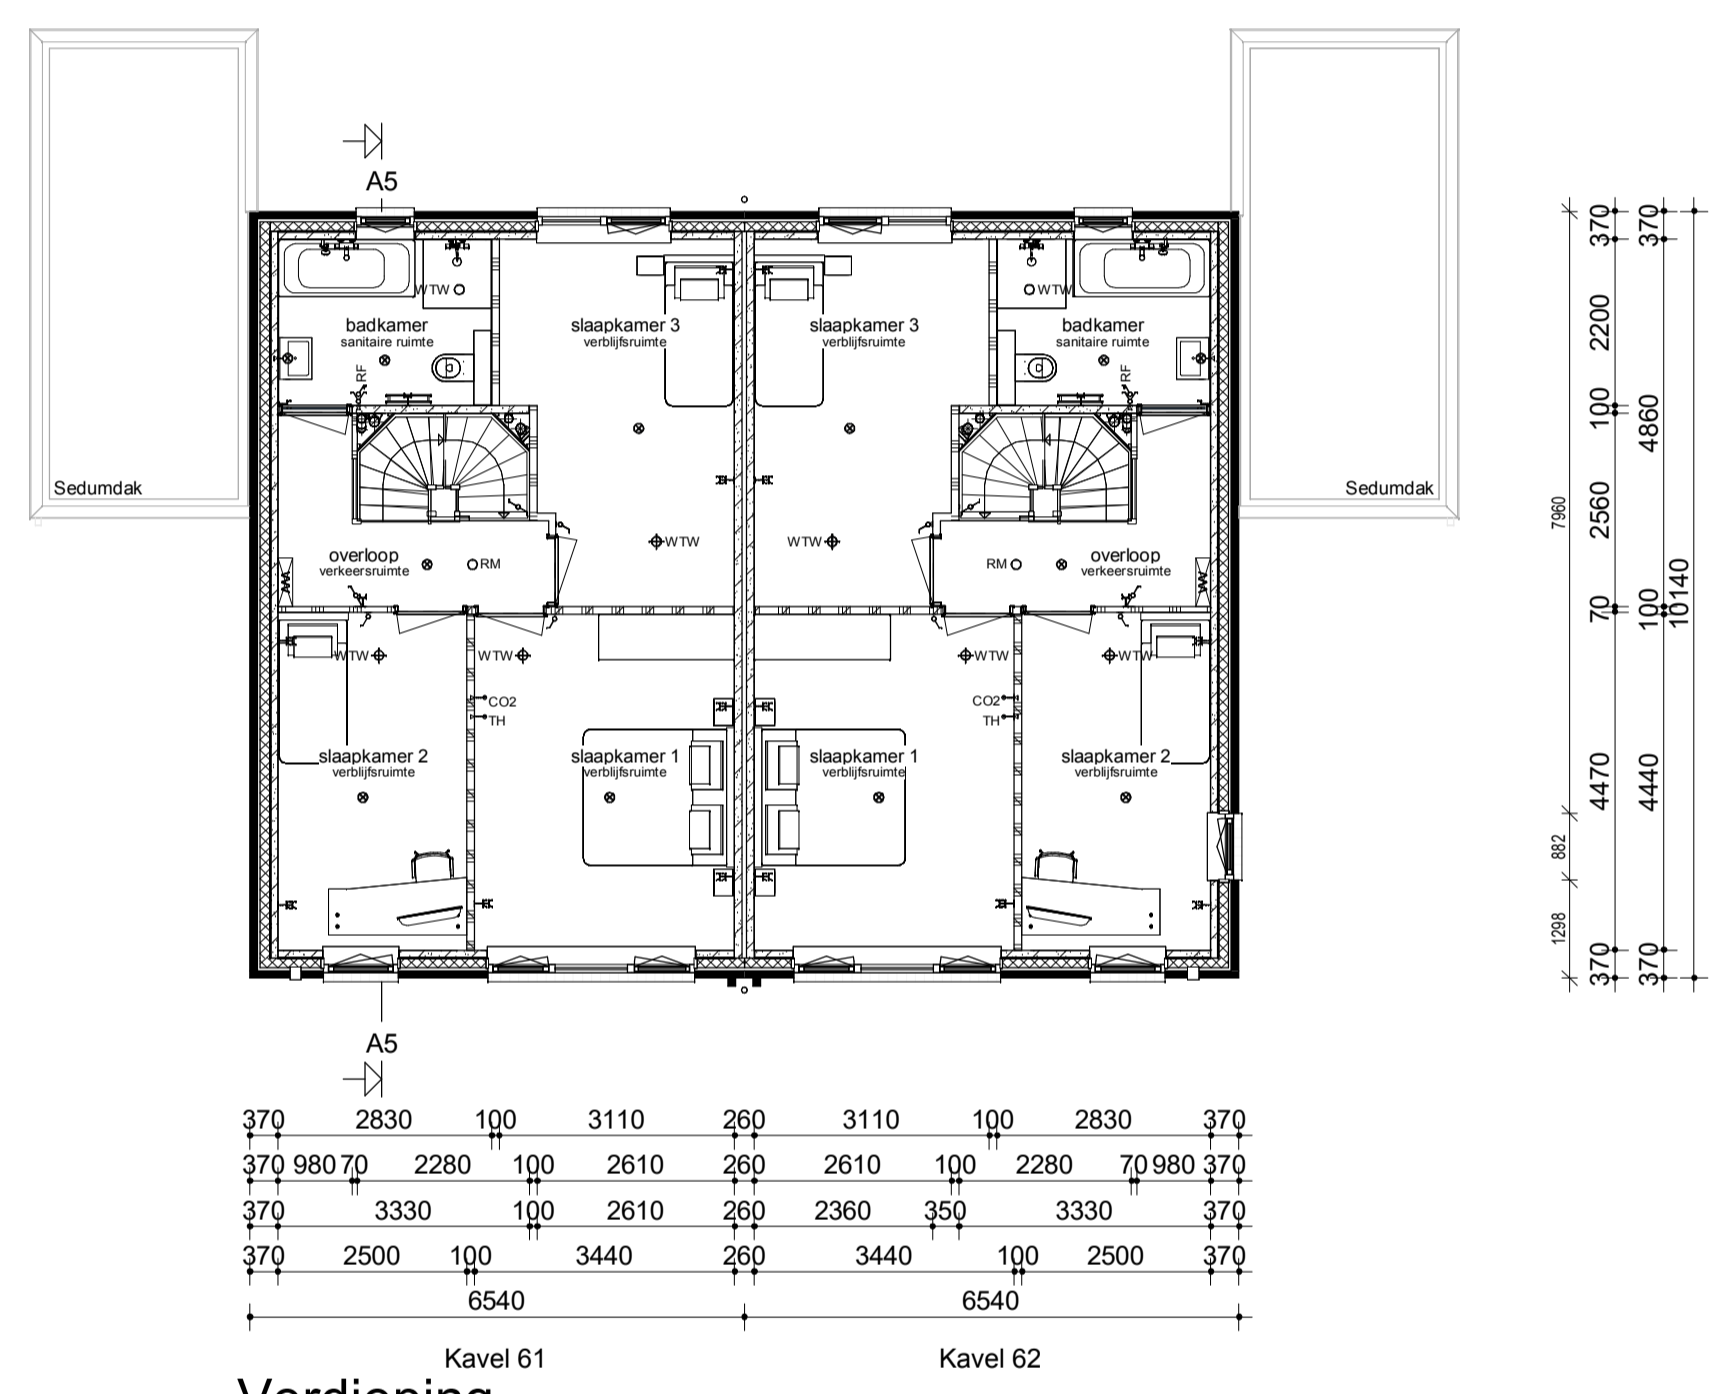 A5
WTW
WTW
badkamer
sanitaire ruimte
slaapkamer 3
verblijfsruimte
slaapkamer 3
verblijfsruimte
badkamer
sanitaire ruimte
RF
RF
Sedumdak
Sedumdak
WTW
WTW
overloop
verkeersruimte
RM
RM
overloop
verkeersruimte
WTW
WTW
WTW
WTW
CO2
TH
CO2
TH
slaapkamer 2
verblijfsruimte
slaapkamer 1
verblijfsruimte
slaapkamer 1
verblijfsruimte
slaapkamer 2
verblijfsruimte
A5
7960
882
1298
370
2200
100
2560
70
4470
370
370
4860
100
4440
370
10140
370 2830 100 3110 260 3110 100 2830 370
370 980 70 2280 100 2610 260 2610 100 2280 70 980 370
370 3330 100 2610 260 2360 350 3330 370
370 2500 100 3440 260 3440 100 2500 370
6540 6540
Kavel 61 Kavel 62
Verdieping